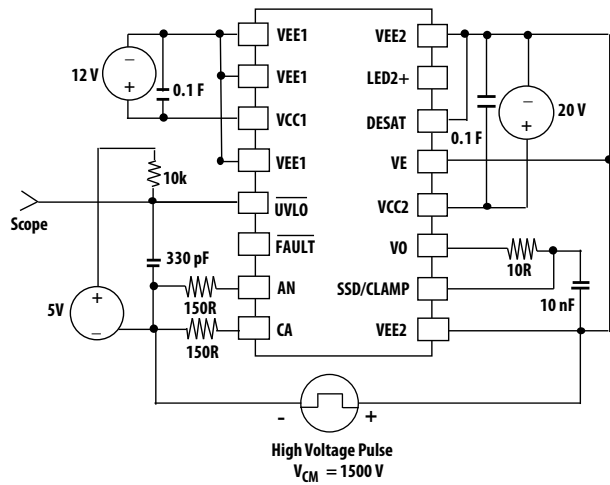 VEE1
VEE2
12 V
−
+
0.1 F
VEE1
LED2+
−
+
20 V
VCC1
DESAT
0.1 F
VEE1
VE
10k
Scope
UVLO
VCC2
FAULT
VO
330 pF
10R
5V
+
−
150R
AN
SSD/CLAMP
10 nF
150R
CA
VEE2
-
+
High Voltage Pulse
VCM = 1500 V